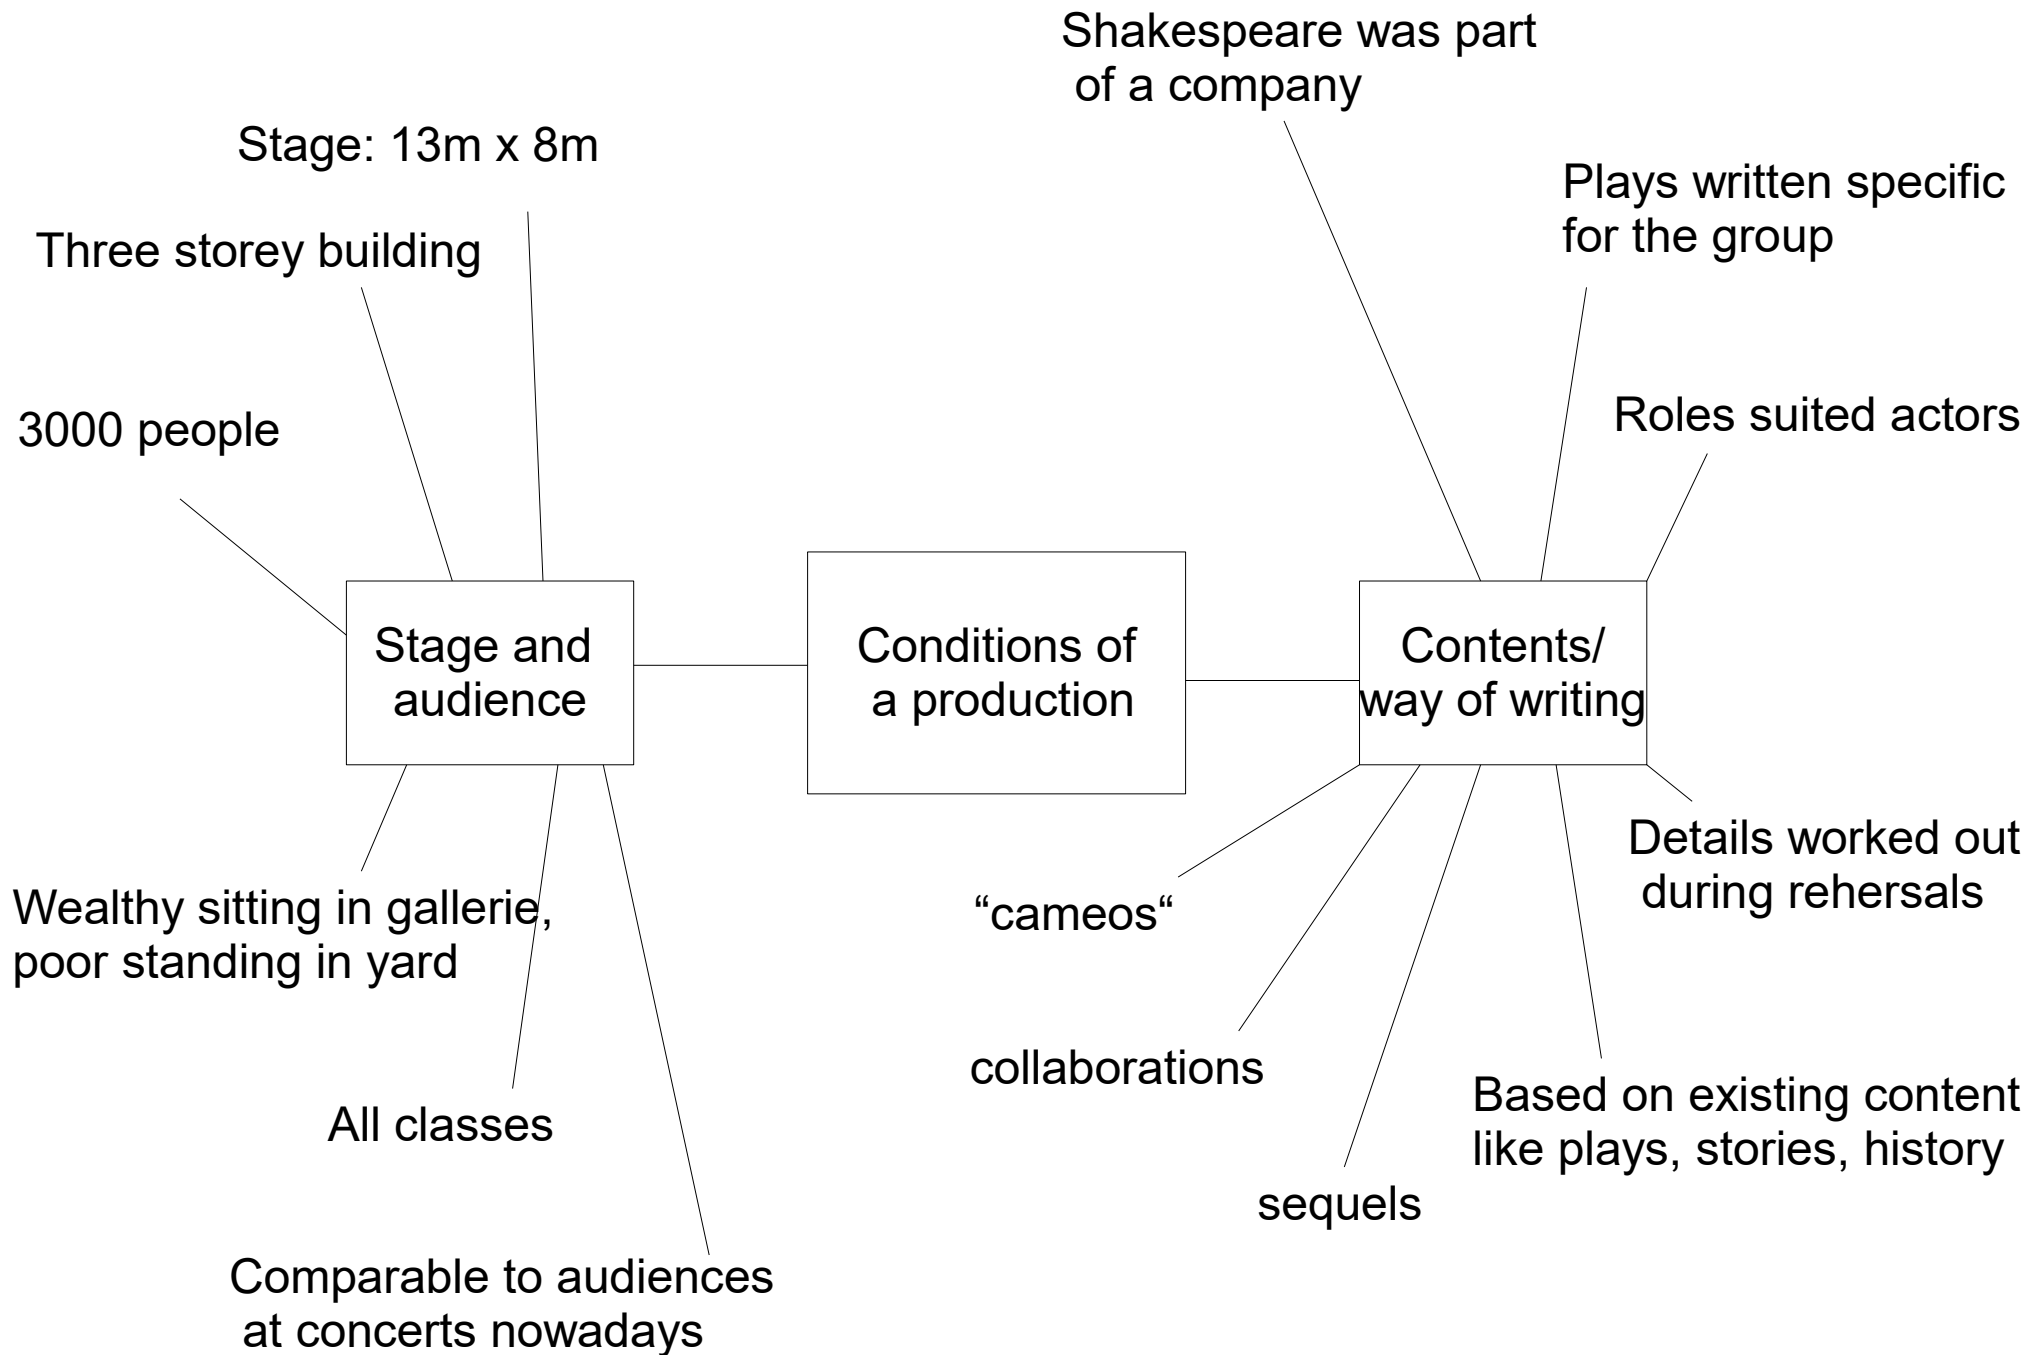 Shakespeare was part
of a company
Stage: 13m x 8m
Plays written specific
for the group
Three storey building
Roles suited actors
3000 people
Stage and
audience
Conditions of
a production
Contents/
way of writing
Details worked out
during rehersals
Wealthy sitting in gallerie,
poor standing in yard
“cameos“
collaborations
All classes
Based on existing content
like plays, stories, history
sequels
Comparable to audiences
at concerts nowadays